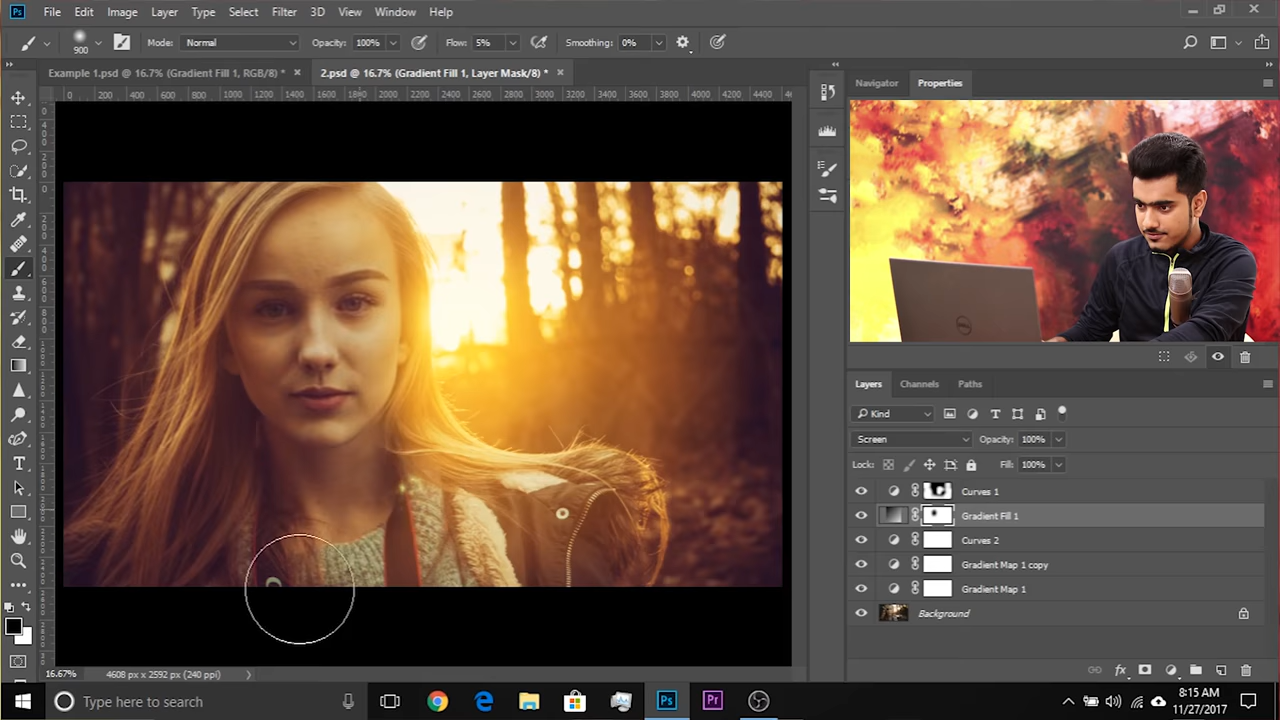 Ps File Edit Image Layer Type Select Filter 3D View Window Help
900 Mode: Normal Opacity: 100% Flow: 5% Smoothing: 0%
Example 1.psd @ 16.7% (Gradient Fill 1, RGB/8) * × 2.psd @ 16.7% (Gradient Fill 1, Layer Mask/8) * ×
Navigator Properties
0 200 400 600 800 1000 1200 1400 1600 1800 2000 2200 2400 2600 2800 3000 3200 3400 3600 3800 4000 4200 4400
Layers Channels Paths
Kind
Screen Opacity: 100%
Lock: Fill: 100%
Curves 1
Gradient Fill 1
Curves 2
Gradient Map 1 copy
Gradient Map 1
Background
fx
16.67% 4608 px x 2592 px (240 ppi)
Type here to search
Ps Pr
8:15 AM
11/27/2017